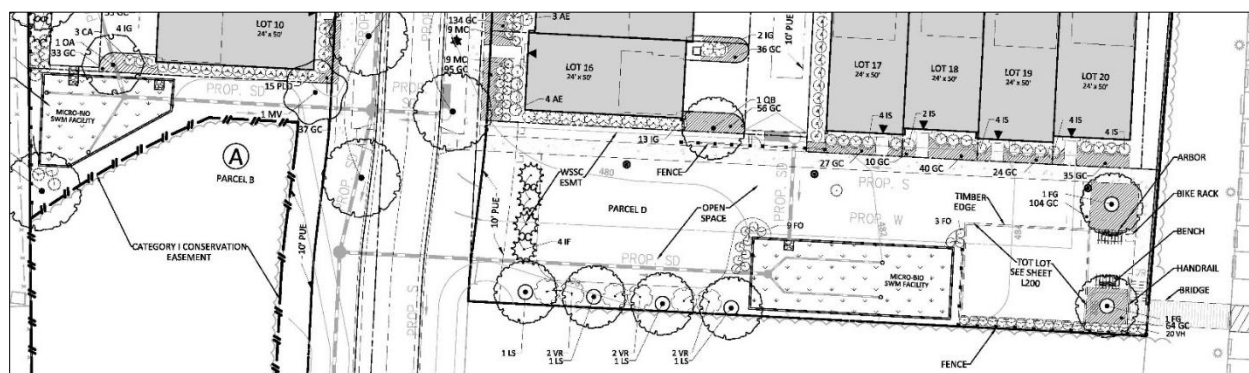 33 GC
LOT 10
24' x 50'
3 CA
4 IG
1 OA
33 GC
15 PLD
1 MV
37 GC
MICRO-BIO
SWM FACILITY
PROP. SD
A
PARCEL B
CATEGORY I CONSERVATION
EASEMENT
10' PUE
PROP. S
134 GC
9 MC
9 MC
95 GC
3 AE
LOT 16
24' x 50'
4 AE
2 IG
36 GC
10' PUE
1 QB
56 GC
13 IG
WSSC
ESMT
FENCE
480
PROP. SD
PARCEL D
OPEN
SPACE
10' PUE
4 IF
PROP. SD
9 FO
MICRO-BIO
SWM FACILITY
LOT 17
24' x 50'
LOT 18
24' x 50'
LOT 19
24' x 50'
LOT 20
24' x 50'
4 IS
2 IS
4 IS
4 IS
4 IS
27 GC
10 GC
40 GC
24 GC
35 GC
PROP. S
PROP. W
482
484
TIMBER
EDGE
3 FO
1 FG
104 GC
TOT LOT
SEE SHEET
L200
ARBOR
BIKE RACK
BENCH
HANDRAIL
BRIDGE
1 FG
64 GC
20 VH
FENCE
1 LS
2 VR
1 LS
2 VR
1 LS
2 VR
1 LS